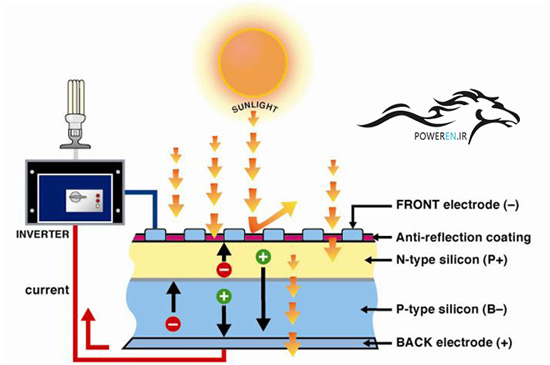 SUNLIGHT
POWEREN.IR
FRONT electrode (–)
INVERTER
Anti-reflection coating
N-type silicon (P+)
current
P-type silicon (B–)
BACK electrode (+)